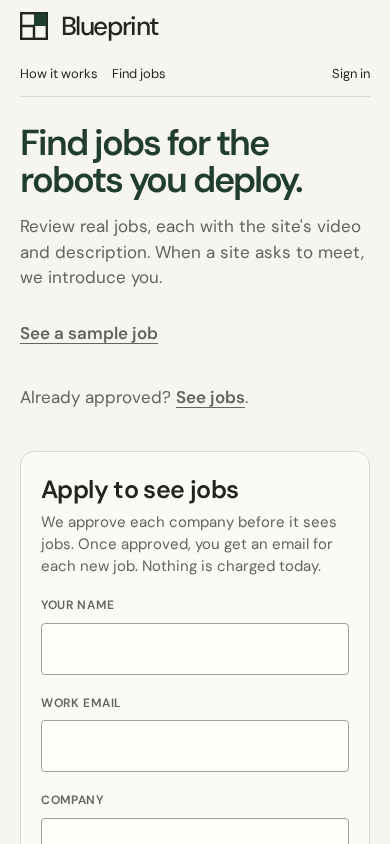 Blueprint
How it works Find jobs Sign in
Find jobs for the
robots you deploy.
Review real jobs, each with the site's video
and description. When a site asks to meet,
we introduce you.
See a sample job
Already approved? See jobs.
Apply to see jobs
We approve each company before it sees
jobs. Once approved, you get an email for
each new job. Nothing is charged today.
YOUR NAME
WORK EMAIL
COMPANY